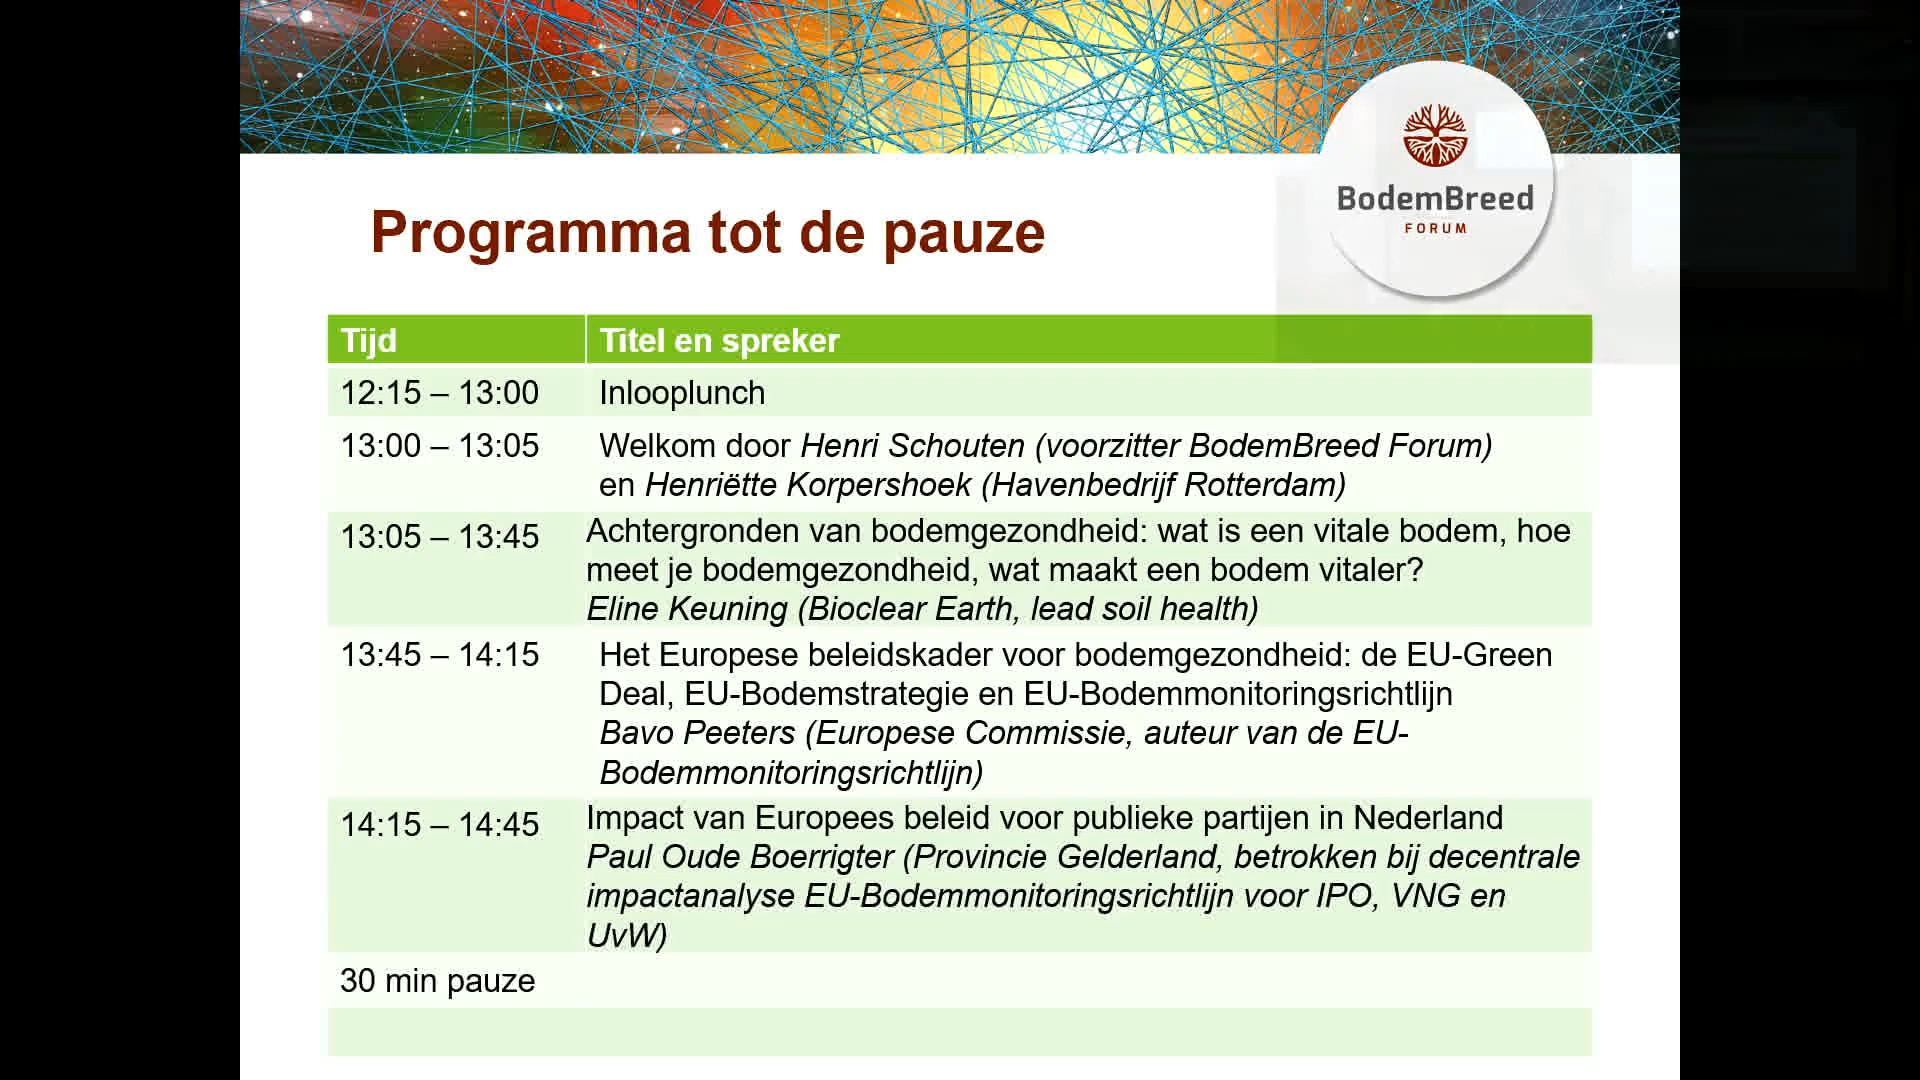 BodemBreed
FORUM
Programma tot de pauze
Tijd
Titel en spreker
12:15 – 13:00
Inlooplunch
13:00 – 13:05
Welkom door Henri Schouten (voorzitter BodemBreed Forum)
en Henriëtte Korpershoek (Havenbedrijf Rotterdam)
13:05 – 13:45
Achtergronden van bodemgezondheid: wat is een vitale bodem, hoe
meet je bodemgezondheid, wat maakt een bodem vitaler?
Eline Keuning (Bioclear Earth, lead soil health)
13:45 – 14:15
Het Europese beleidskader voor bodemgezondheid: de EU-Green
Deal, EU-Bodemstrategie en EU-Bodemmonitoringsrichtlijn
Bavo Peeters (Europese Commissie, auteur van de EU-
Bodemmonitoringsrichtlijn)
14:15 – 14:45
Impact van Europees beleid voor publieke partijen in Nederland
Paul Oude Boerrigter (Provincie Gelderland, betrokken bij decentrale
impactanalyse EU-Bodemmonitoringsrichtlijn voor IPO, VNG en
UvW)
30 min pauze